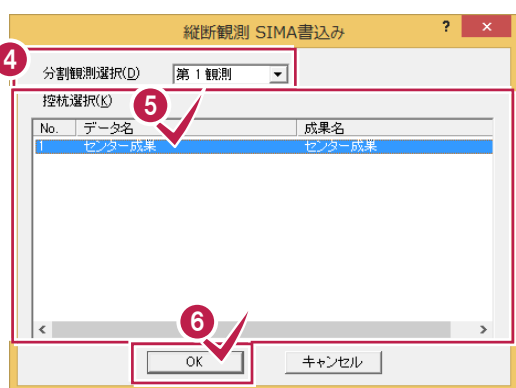 縦断観測 SIMA書込み ? ×
4
分割観測選択(D) 第 1 観測
控杭選択(K)
5
No. データ名 成果名
1 センター成果 センター成果
6
OK キャンセル